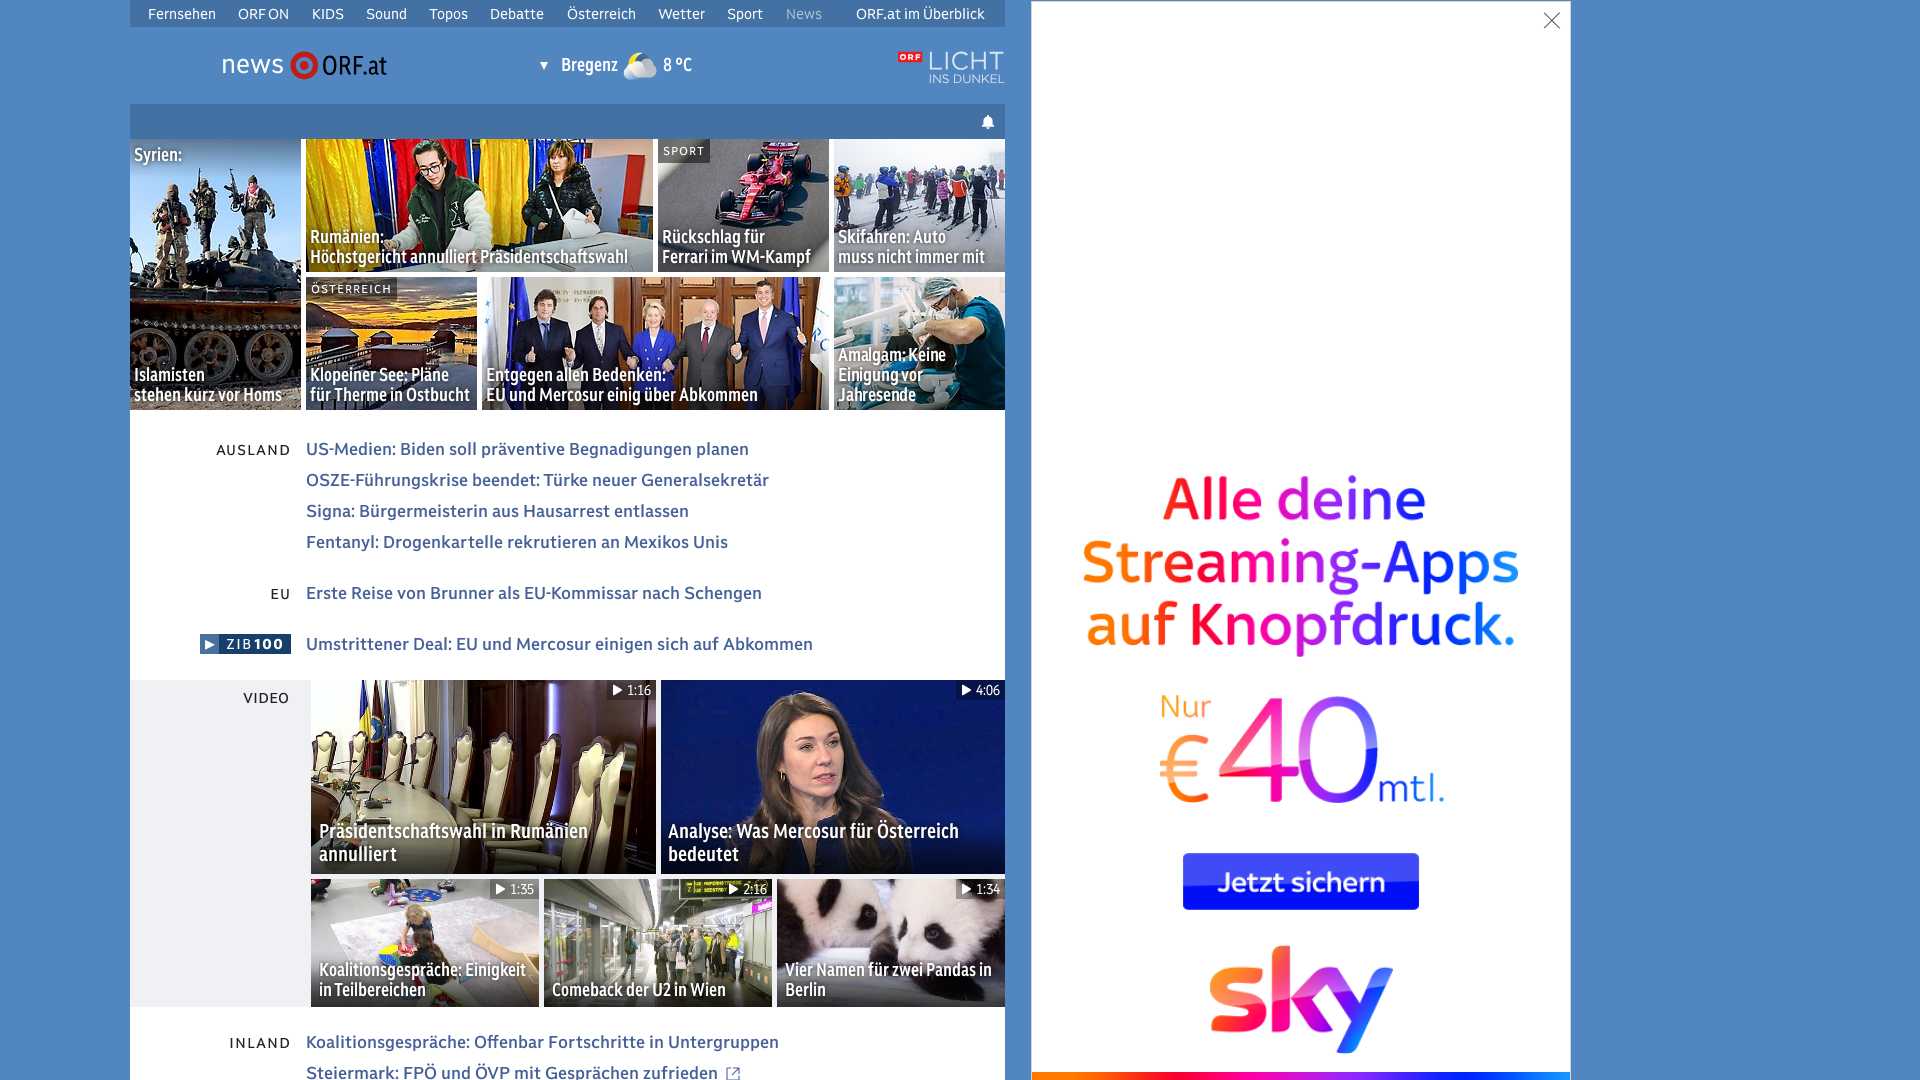 Fernsehen ORF ON KIDS Sound Topos Debatte Österreich Wetter Sport News ORF.at im Überblick
news ORF.at
Bregenz 8 °C
ORF LICHT
INS DUNKEL
Syrien:
Islamisten
stehen kurz vor Homs
Rumänien:
Höchstgericht annulliert Präsidentschaftswahl
SPORT
Rückschlag für
Ferrari im WM-Kampf
Skifahren: Auto
muss nicht immer mit
ÖSTERREICH
Klopeiner See: Pläne
für Therme in Ostbucht
Entgegen allen Bedenken:
EU und Mercosur einig über Abkommen
Amalgam: Keine
Einigung vor
Jahresende
AUSLAND
US-Medien: Biden soll präventive Begnadigungen planen
OSZE-Führungskrise beendet: Türke neuer Generalsekretär
Signa: Bürgermeisterin aus Hausarrest entlassen
Fentanyl: Drogenkartelle rekrutieren an Mexikos Unis
EU
Erste Reise von Brunner als EU-Kommissar nach Schengen
ZIB100
Umstrittener Deal: EU und Mercosur einigen sich auf Abkommen
VIDEO
1:16
Präsidentschaftswahl in Rumänien
annulliert
4:06
Analyse: Was Mercosur für Österreich
bedeutet
1:35
Koalitionsgespräche: Einigkeit
in Teilbereichen
2:16
Comeback der U2 in Wien
1:34
Vier Namen für zwei Pandas in
Berlin
INLAND
Koalitionsgespräche: Offenbar Fortschritte in Untergruppen
Steiermark: FPÖ und ÖVP mit Gesprächen zufrieden
Alle deine
Streaming-Apps
auf Knopfdruck.
Nur
€40 mtl.
Jetzt sichern
sky